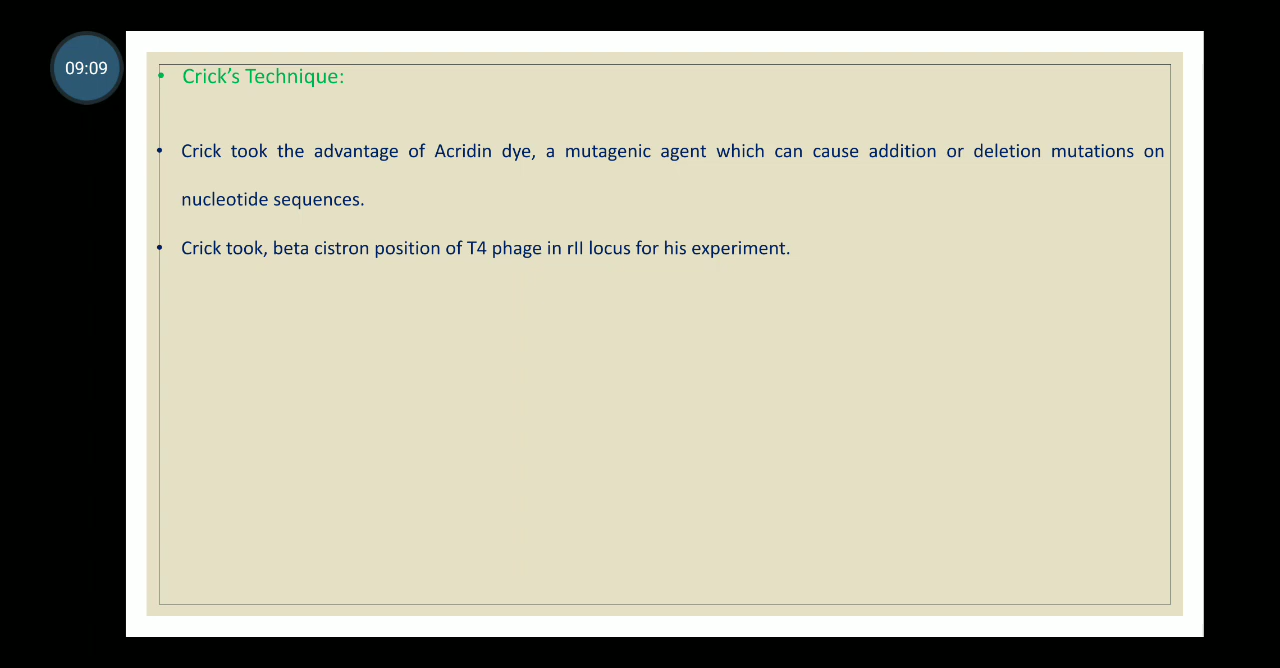 09:09
• Crick’s Technique:
• Crick took the advantage of Acridin dye, a mutagenic agent which can cause addition or deletion mutations on
nucleotide sequences.
• Crick took, beta cistron position of T4 phage in rII locus for his experiment.